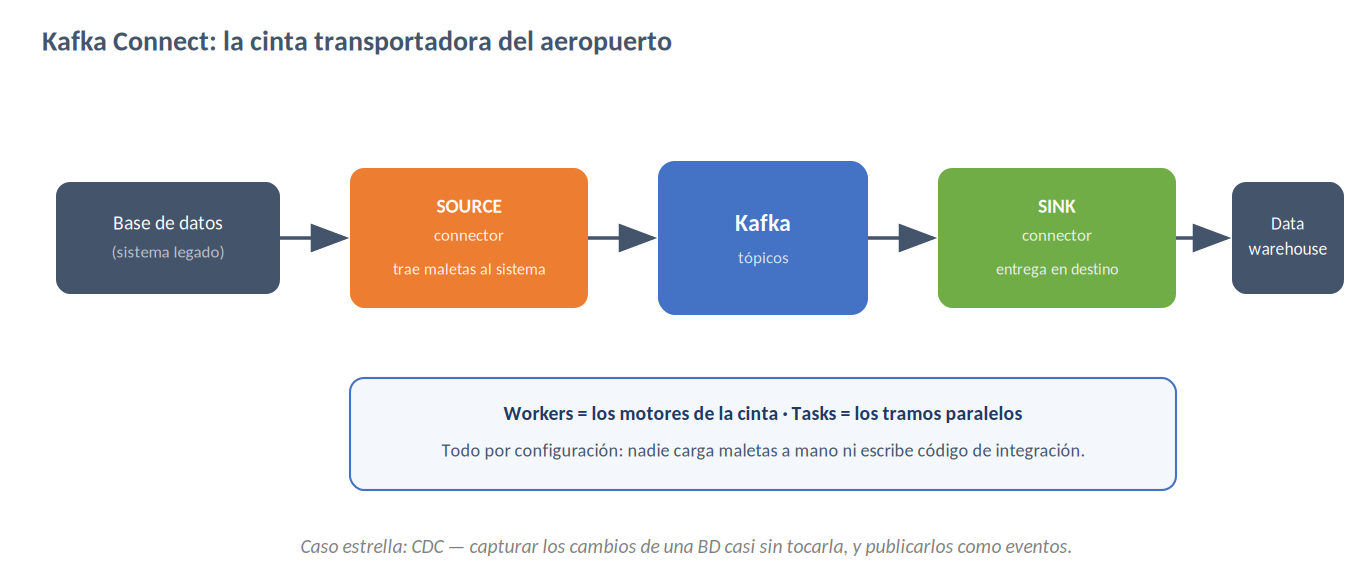 Kafka Connect: la cinta transportadora del aeropuerto
Base de datos
(sistema legado)
SOURCE
connector
trae maletas al sistema
Kafka
tópicos
SINK
connector
entrega en destino
Data
warehouse
Workers = los motores de la cinta · Tasks = los tramos paralelos
Todo por configuración: nadie carga maletas a mano ni escribe código de integración.
Caso estrella: CDC — capturar los cambios de una BD casi sin tocarla, y publicarlos como eventos.